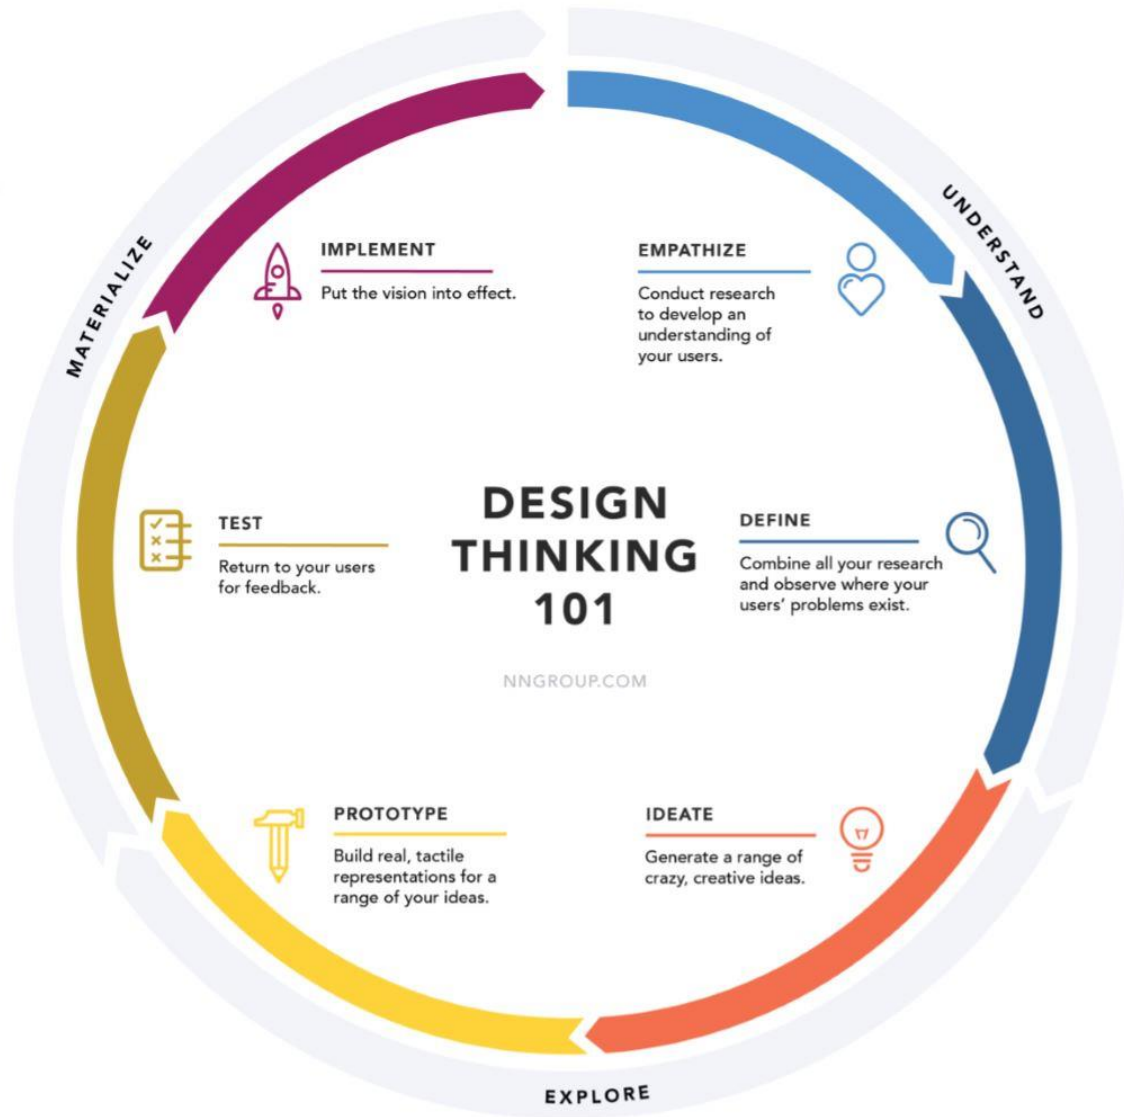 DESIGN
THINKING
101
NNGROUP.COM
UNDERSTAND
EMPATHIZE
Conduct research
to develop an
understanding of
your users.
DEFINE
Combine all your research
and observe where your
users' problems exist.
EXPLORE
IDEATE
Generate a range of
crazy, creative ideas.
PROTOTYPE
Build real, tactile
representations for a
range of your ideas.
MATERIALIZE
TEST
Return to your users
for feedback.
IMPLEMENT
Put the vision into effect.